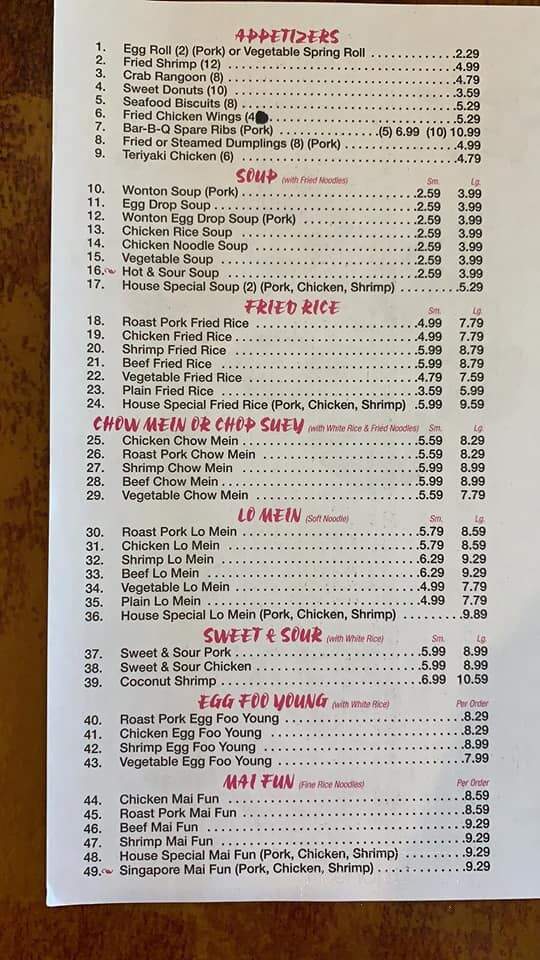 APPETIZERS
1. Egg Roll (2) (Pork) or Vegetable Spring Roll ............2.29
2. Fried Shrimp (12) ............4.99
3. Crab Rangoon (8) ............4.79
4. Sweet Donuts (10) ............3.59
5. Seafood Biscuits (8) ............5.29
6. Fried Chicken Wings (4 ............5.29
7. Bar-B-Q Spare Ribs (Pork) ............(5) 6.99 (10) 10.99
8. Fried or Steamed Dumplings (8) (Pork) ............4.99
9. Teriyaki Chicken (6) ............4.79
SOUP (with Fried Noodles) Sm. Lg.
10. Wonton Soup (Pork) ............2.59 3.99
11. Egg Drop Soup ............2.59 3.99
12. Wonton Egg Drop Soup (Pork) ............2.59 3.99
13. Chicken Rice Soup ............2.59 3.99
14. Chicken Noodle Soup ............2.59 3.99
15. Vegetable Soup ............2.59 3.99
16. Hot & Sour Soup ............2.59 3.99
17. House Special Soup (2) (Pork, Chicken, Shrimp) ............5.29
FRIED RICE Sm. Lg.
18. Roast Pork Fried Rice ............4.99 7.79
19. Chicken Fried Rice ............4.99 7.79
20. Shrimp Fried Rice ............5.99 8.79
21. Beef Fried Rice ............5.99 8.79
22. Vegetable Fried Rice ............4.79 7.59
23. Plain Fried Rice ............3.59 5.99
24. House Special Fried Rice (Pork, Chicken, Shrimp) .5.99 9.59
CHOW MEIN OR CHOP SUEY (with White Rice & Fried Noodles) Sm. Lg.
25. Chicken Chow Mein ............5.59 8.29
26. Roast Pork Chow Mein ............5.59 8.29
27. Shrimp Chow Mein ............5.99 8.99
28. Beef Chow Mein ............5.99 8.99
29. Vegetable Chow Mein ............5.59 7.79
LO MEIN (Soft Noodle) Sm. Lg.
30. Roast Pork Lo Mein ............5.79 8.59
31. Chicken Lo Mein ............5.79 8.59
32. Shrimp Lo Mein ............6.29 9.29
33. Beef Lo Mein ............6.29 9.29
34. Vegetable Lo Mein ............4.99 7.79
35. Plain Lo Mein ............4.99 7.79
36. House Special Lo Mein (Pork, Chicken, Shrimp) .........9.89
SWEET & SOUR (with White Rice) Sm. Lg.
37. Sweet & Sour Pork ............5.99 8.99
38. Sweet & Sour Chicken ............5.99 8.99
39. Coconut Shrimp ............6.99 10.59
EGG FOO YOUNG (with White Rice) Per Order
40. Roast Pork Egg Foo Young ............8.29
41. Chicken Egg Foo Young ............8.29
42. Shrimp Egg Foo Young ............8.99
43. Vegetable Egg Foo Young ............7.99
MAI FUN (Fine Rice Noodles) Per Order
44. Chicken Mai Fun ............8.59
45. Roast Pork Mai Fun ............8.59
46. Beef Mai Fun ............9.29
47. Shrimp Mai Fun ............9.29
48. House Special Mai Fun (Pork, Chicken, Shrimp) .........9.29
49. Singapore Mai Fun (Pork, Chicken, Shrimp) ............9.29